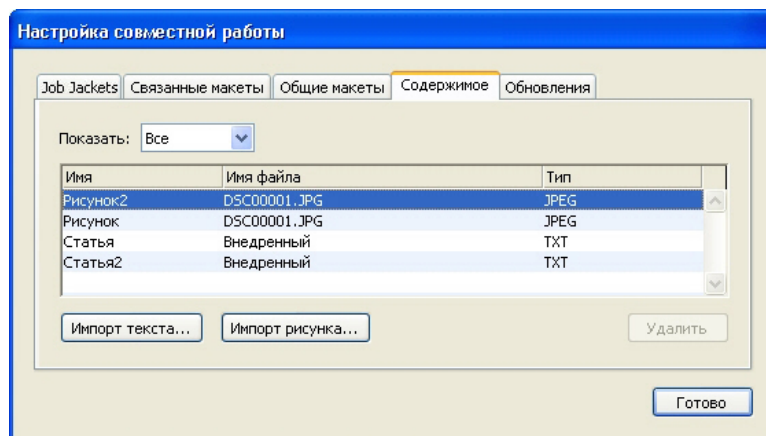 Настройка совместной работы
Job Jackets Связанные макеты Общие макеты Содержимое Обновления
Показать: Все
Имя Имя файла Тип
Рисунок2 DSC00001.JPG JPEG
Рисунок DSC00001.JPG JPEG
Статья Внедренный TXT
Статья2 Внедренный TXT
Импорт текста... Импорт рисунка... Удалить
Готово